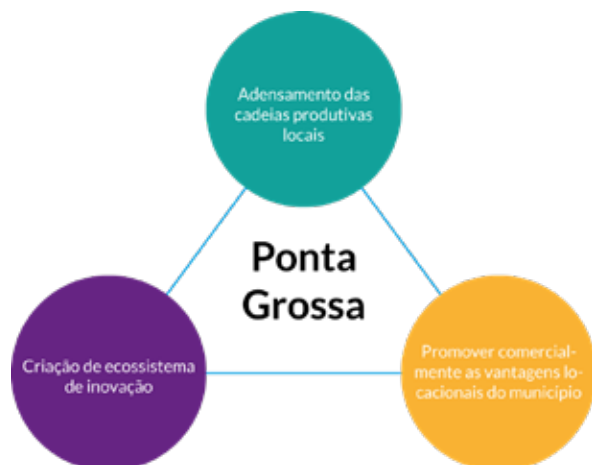 Adensamento das
cadeias produtivas
locais
Ponta
Grossa
Criação de ecossistema
de inovação
Promover comercial-
mente as vantagens lo-
cacionais do município